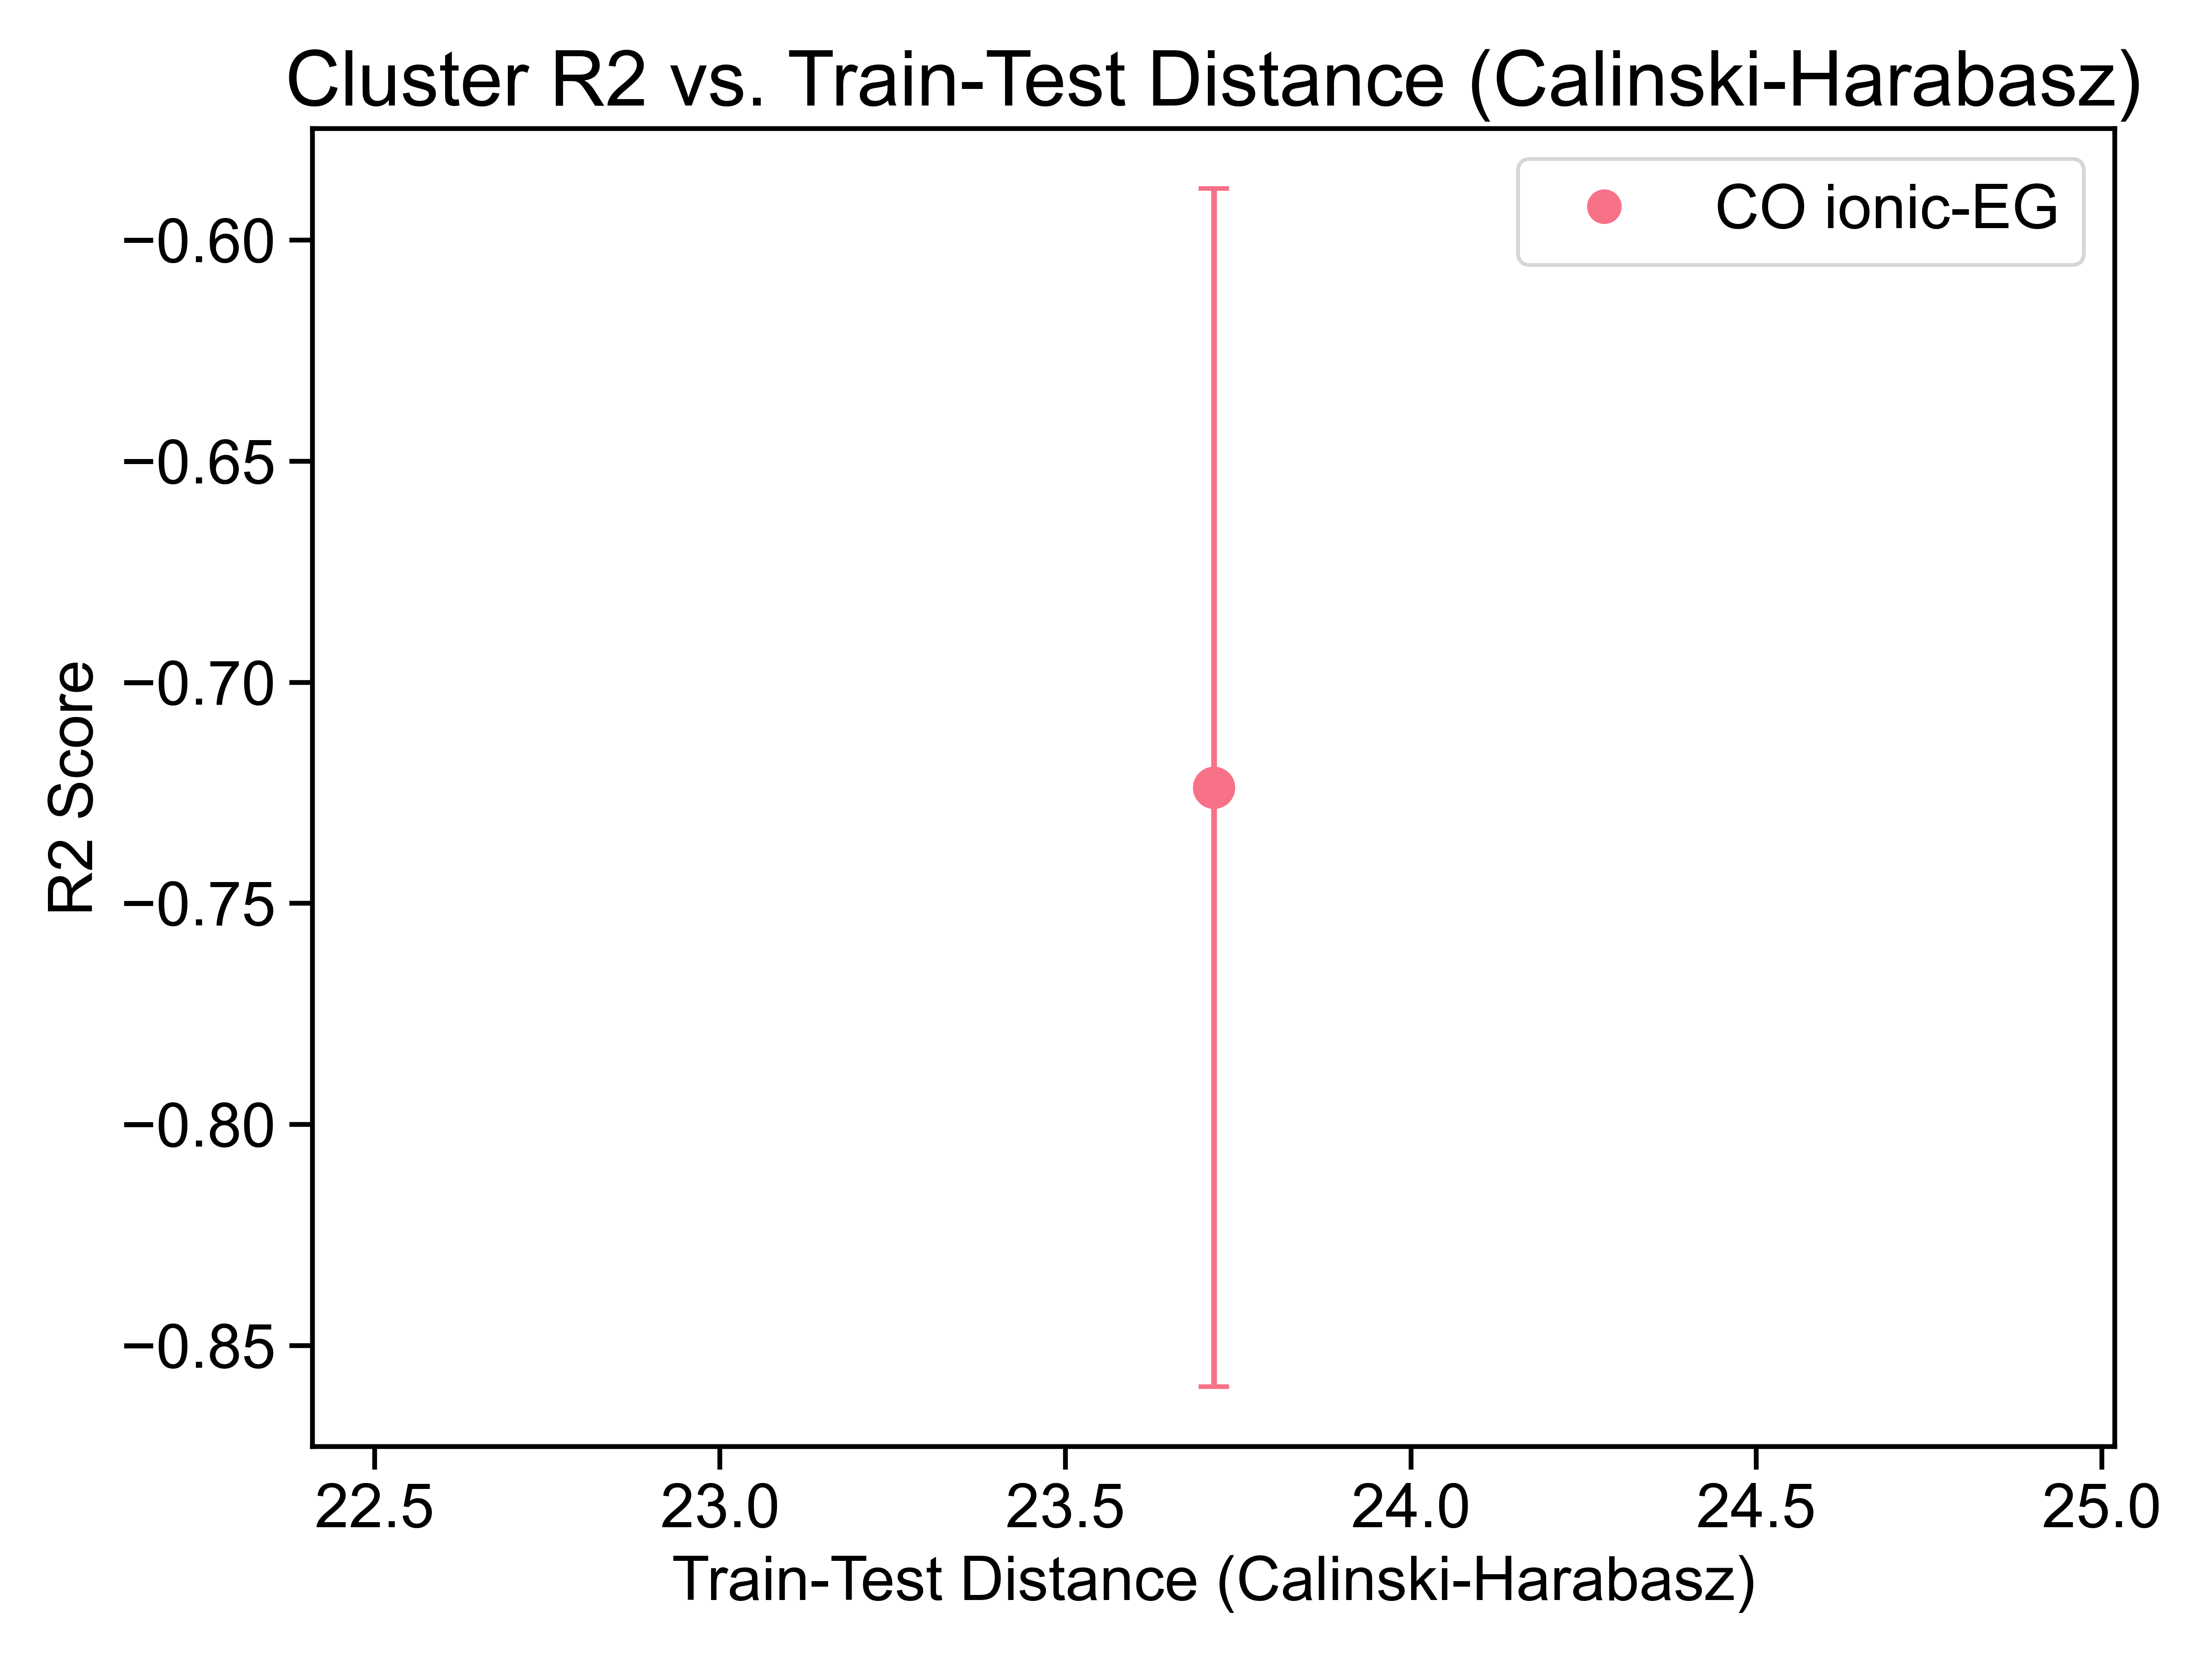 Cluster R2 vs. Train-Test Distance (Calinski-Harabasz)
CO ionic-EG
−0.60
−0.65
−0.70
−0.75
−0.80
−0.85
R2 Score
22.5 23.0 23.5 24.0 24.5 25.0
Train-Test Distance (Calinski-Harabasz)